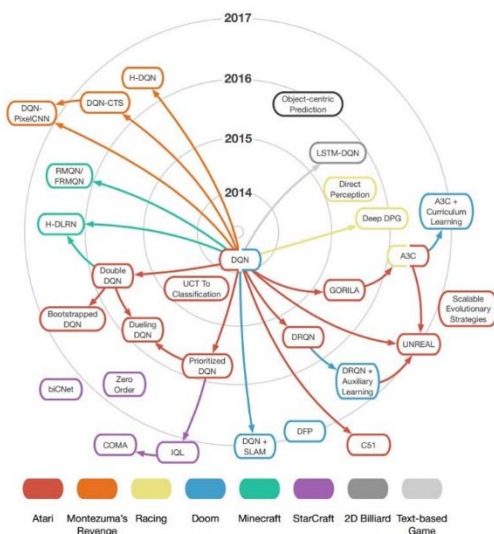 2017
2016
2015
2014
H-DQN
DQN-
PixelCNN
DQN-CTS
Object-centric
Prediction
LSTM-DQN
RMQN/
FRMQN
Direct
Perception
H-DLRN
Deep DPG
A3C +
Curriculum
Learning
DQN
A3C
Double
DQN
UCT To
Classification
GORILA
Bootstrapped
DQN
Dueling
DQN
DRQN
UNREAL
Scalable
Evolutionary
Strategies
Prioritized
DQN
DRQN +
Auxiliary
Learning
biCNet
Zero
Order
DFP
COMA
IQL
DQN +
SLAM
C51
Atari
Montezuma's
Revenge
Racing
Doom
Minecraft
StarCraft
2D Billiard
Text-based
Game